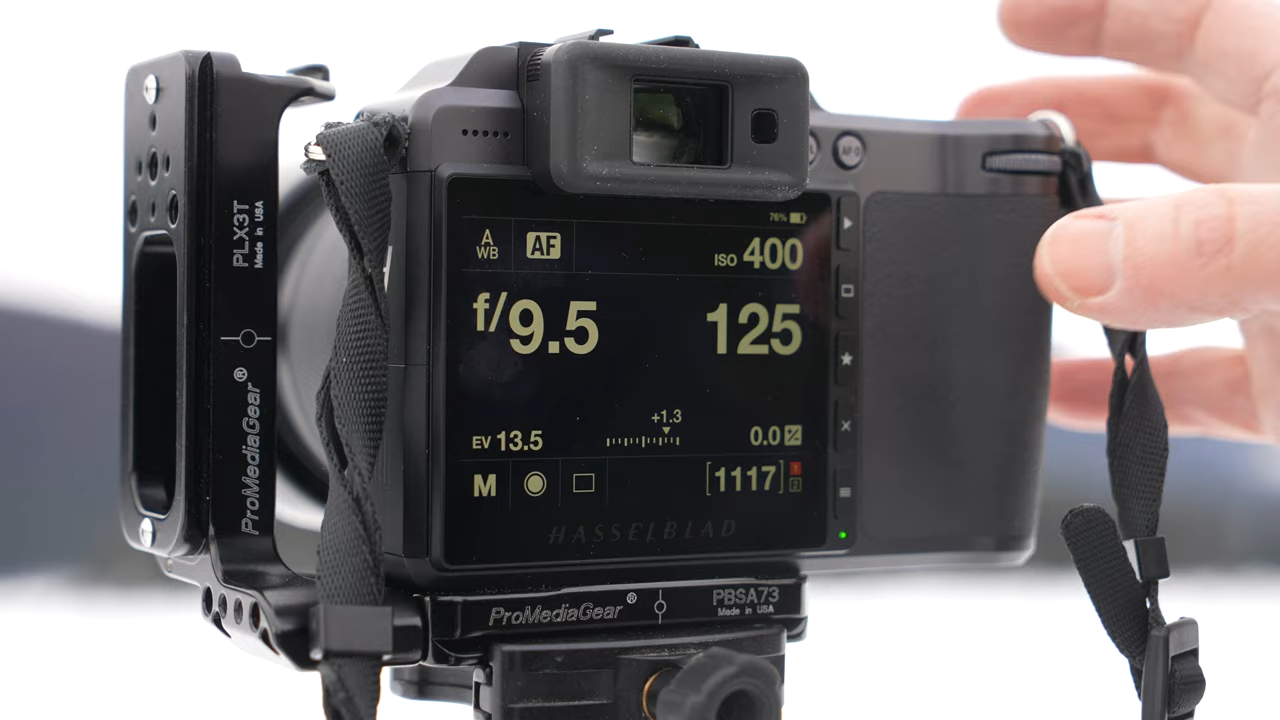 PLX3T
Made in USA
ProMediaGear®
AF-D
76%
A
WB
AF
ISO 400
f/9.5
125
+1.3
EV 13.5
0.0
M
[1117]
1
2
HASSELBLAD
ProMediaGear®
PBSA73
Made in USA